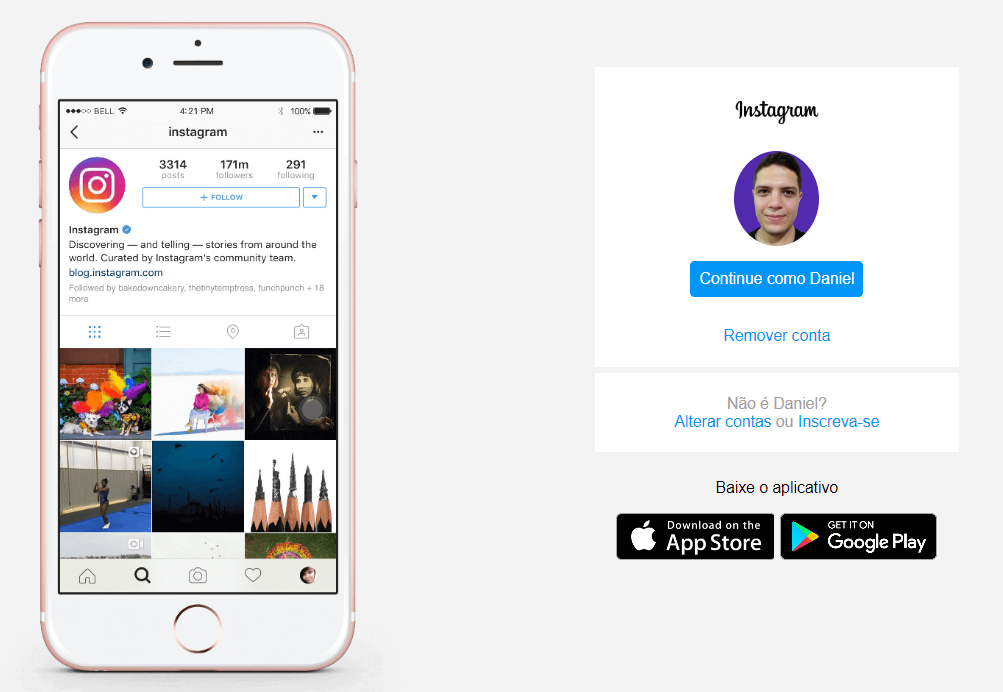 BELL 4:21 PM 100%
instagram
3314 171m 291
posts followers following
+ FOLLOW
Instagram
Discovering — and telling — stories from around the
world. Curated by Instagram's community team.
blog.instagram.com
Followed by bakedowncakery, thetinytemptress, funchpunch + 18
more
Instagram
Continue como Daniel
Remover conta
Não é Daniel?
Alterar contas ou Inscreva-se
Baixe o aplicativo
Download on the
App Store
GET IT ON
Google Play